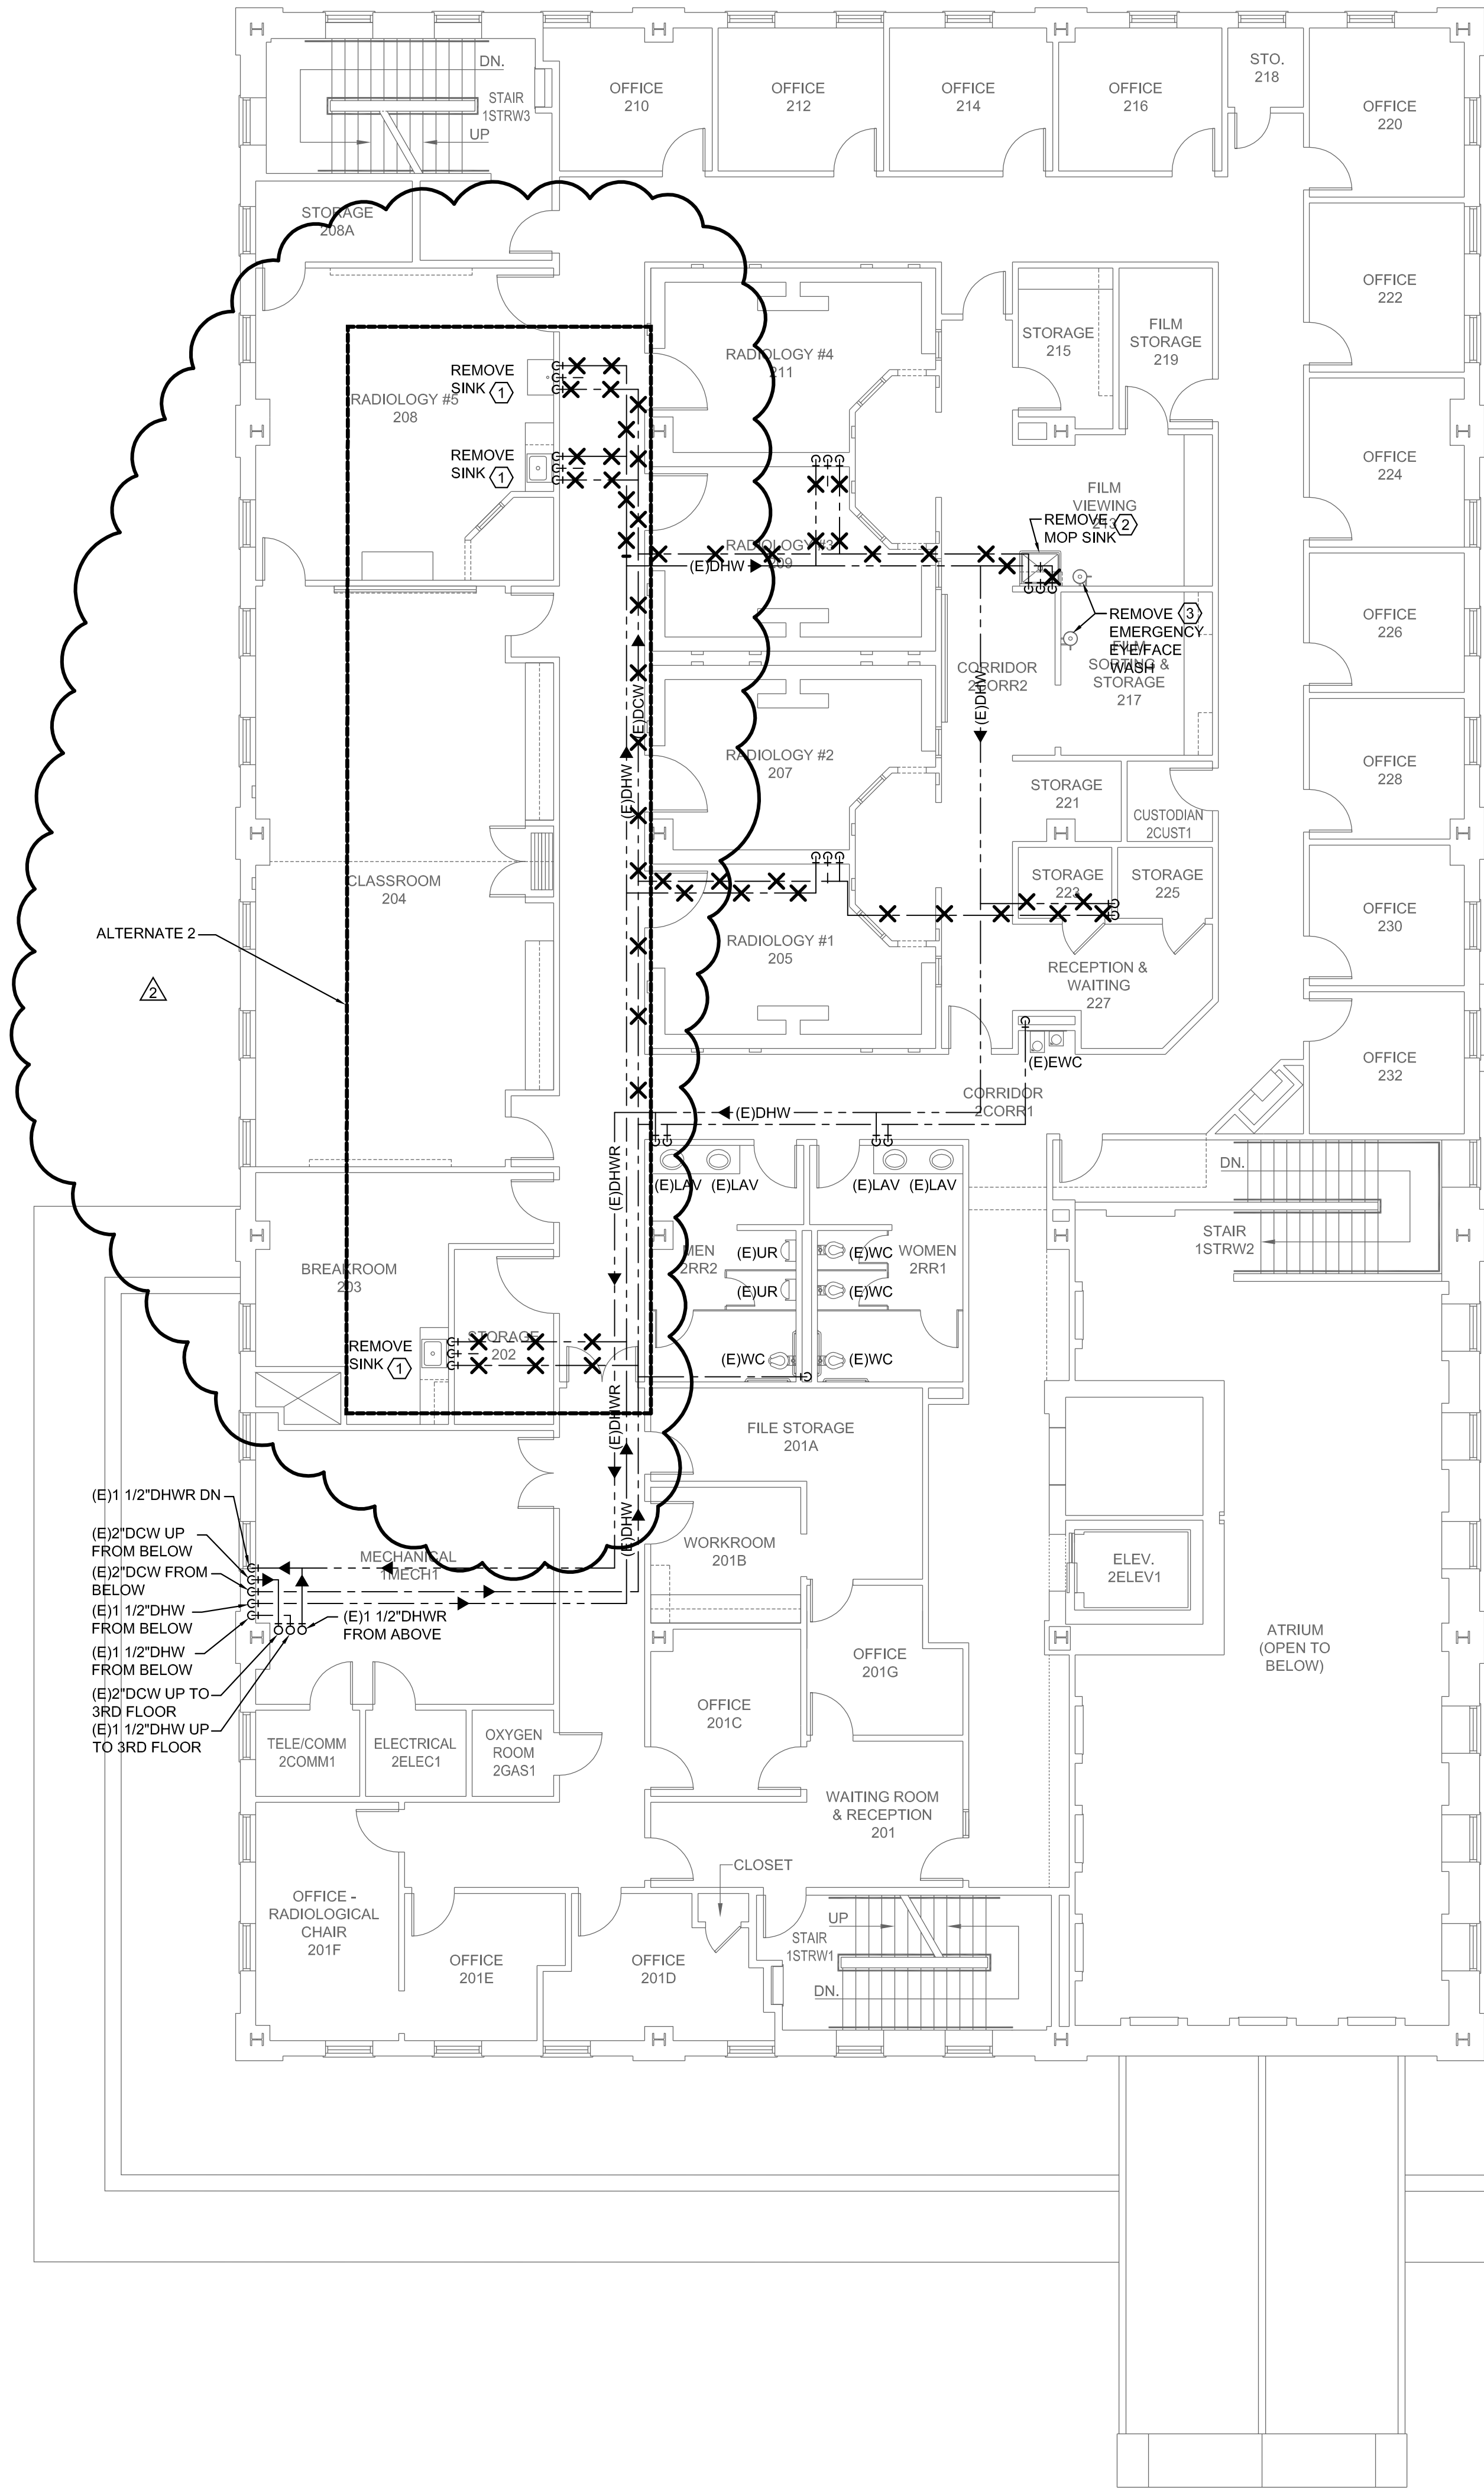 DN.
STAIR
1STRW3
UP
OFFICE
210
OFFICE
212
OFFICE
214
OFFICE
216
STO.
218
OFFICE
220
STORAGE
208A
OFFICE
222
REMOVE
SINK 1
RADIOLOGY #5
208
REMOVE
SINK 1
RADIOLOGY #4
211
STORAGE
215
FILM
STORAGE
219
OFFICE
224
FILM
VIEWING
213
REMOVE 2
MOP SINK
RADIOLOGY #3
209
(E)DHW
REMOVE 3
EMERGENCY
EYE/FACE
WASH
FILM
SORTING &
STORAGE
217
OFFICE
226
CORRIDOR
2CORR2
(E)DHW
(E)DCW
(E)DHW
RADIOLOGY #2
207
OFFICE
228
STORAGE
221
CUSTODIAN
2CUST1
CLASSROOM
204
STORAGE
223
STORAGE
225
OFFICE
230
ALTERNATE 2
2
RADIOLOGY #1
205
RECEPTION &
WAITING
227
(E)EWC
OFFICE
232
CORRIDOR
2CORR1
(E)DHW
(E)DHWR
(E)LAV (E)LAV
(E)LAV (E)LAV
DN.
STAIR
1STRW2
MEN
2RR2
(E)UR
(E)WC
WOMEN
2RR1
(E)UR
(E)WC
(E)WC
(E)WC
BREAKROOM
203
STORAGE
202
REMOVE
SINK 1
(E)DHWR
FILE STORAGE
201A
(E)DHW
WORKROOM
201B
MECHANICAL
1MECH1
(E)1 1/2"DHWR DN
(E)2"DCW UP
FROM BELOW
(E)2"DCW FROM
BELOW
(E)1 1/2"DHW
FROM BELOW
(E)1 1/2"DHW
FROM BELOW
(E)2"DCW UP TO
3RD FLOOR
(E)1 1/2"DHW UP
TO 3RD FLOOR
(E)1 1/2"DHWR
FROM ABOVE
ELEV.
2ELEV1
ATRIUM
(OPEN TO
BELOW)
OFFICE
201G
OFFICE
201C
TELE/COMM
2COMM1
ELECTRICAL
2ELEC1
OXYGEN
ROOM
2GAS1
WAITING ROOM
& RECEPTION
201
CLOSET
OFFICE -
RADIOLOGICAL
CHAIR
201F
OFFICE
201E
OFFICE
201D
UP
STAIR
1STRW1
DN.